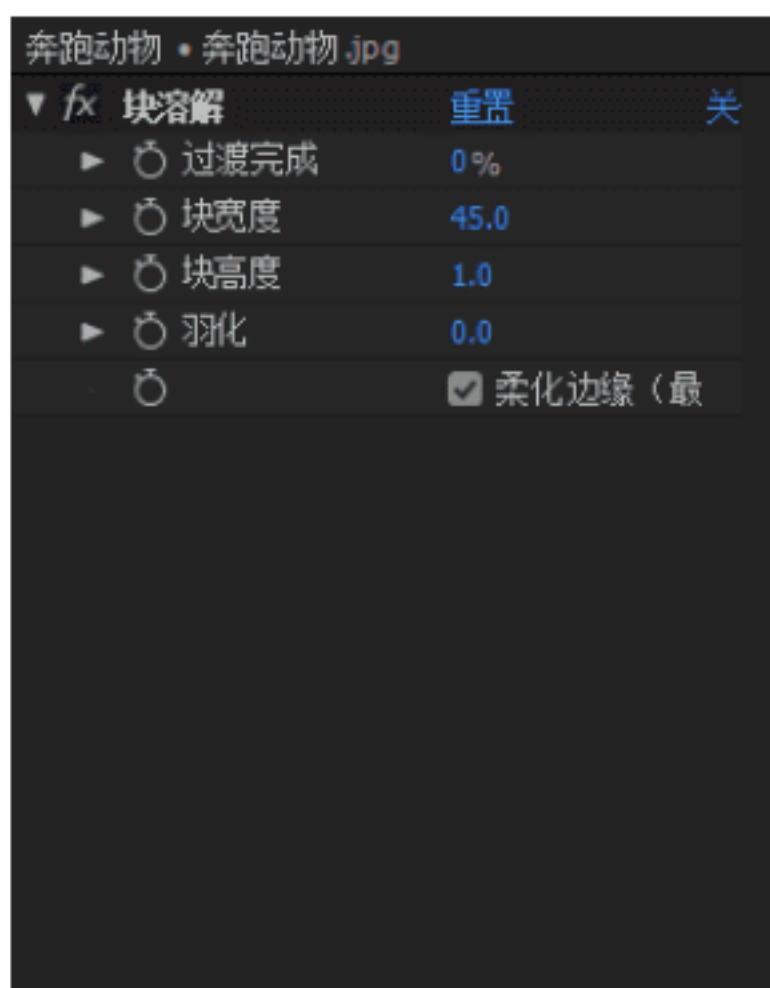 奔跑动物 • 奔跑动物.jpg
fx 块溶解 重置 关
过渡完成 0%
块宽度 45.0
块高度 1.0
羽化 0.0
柔化边缘（最